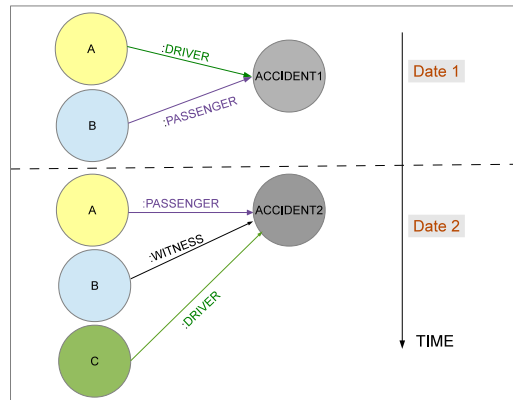 A
:DRIVER
ACCIDENT1
Date 1
B
:PASSENGER
A
:PASSENGER
ACCIDENT2
Date 2
:WITNESS
B
:DRIVER
TIME
C